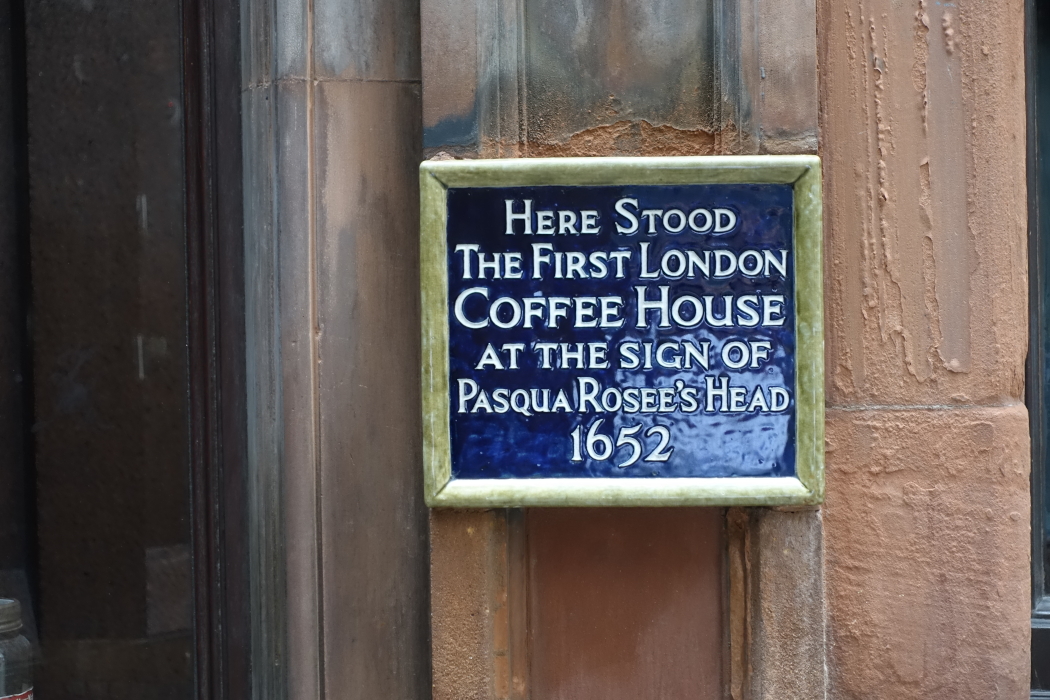 HERE STOOD
THE FIRST LONDON
COFFEE HOUSE
AT THE SIGN OF
PASQUA ROSEE'S HEAD
1652